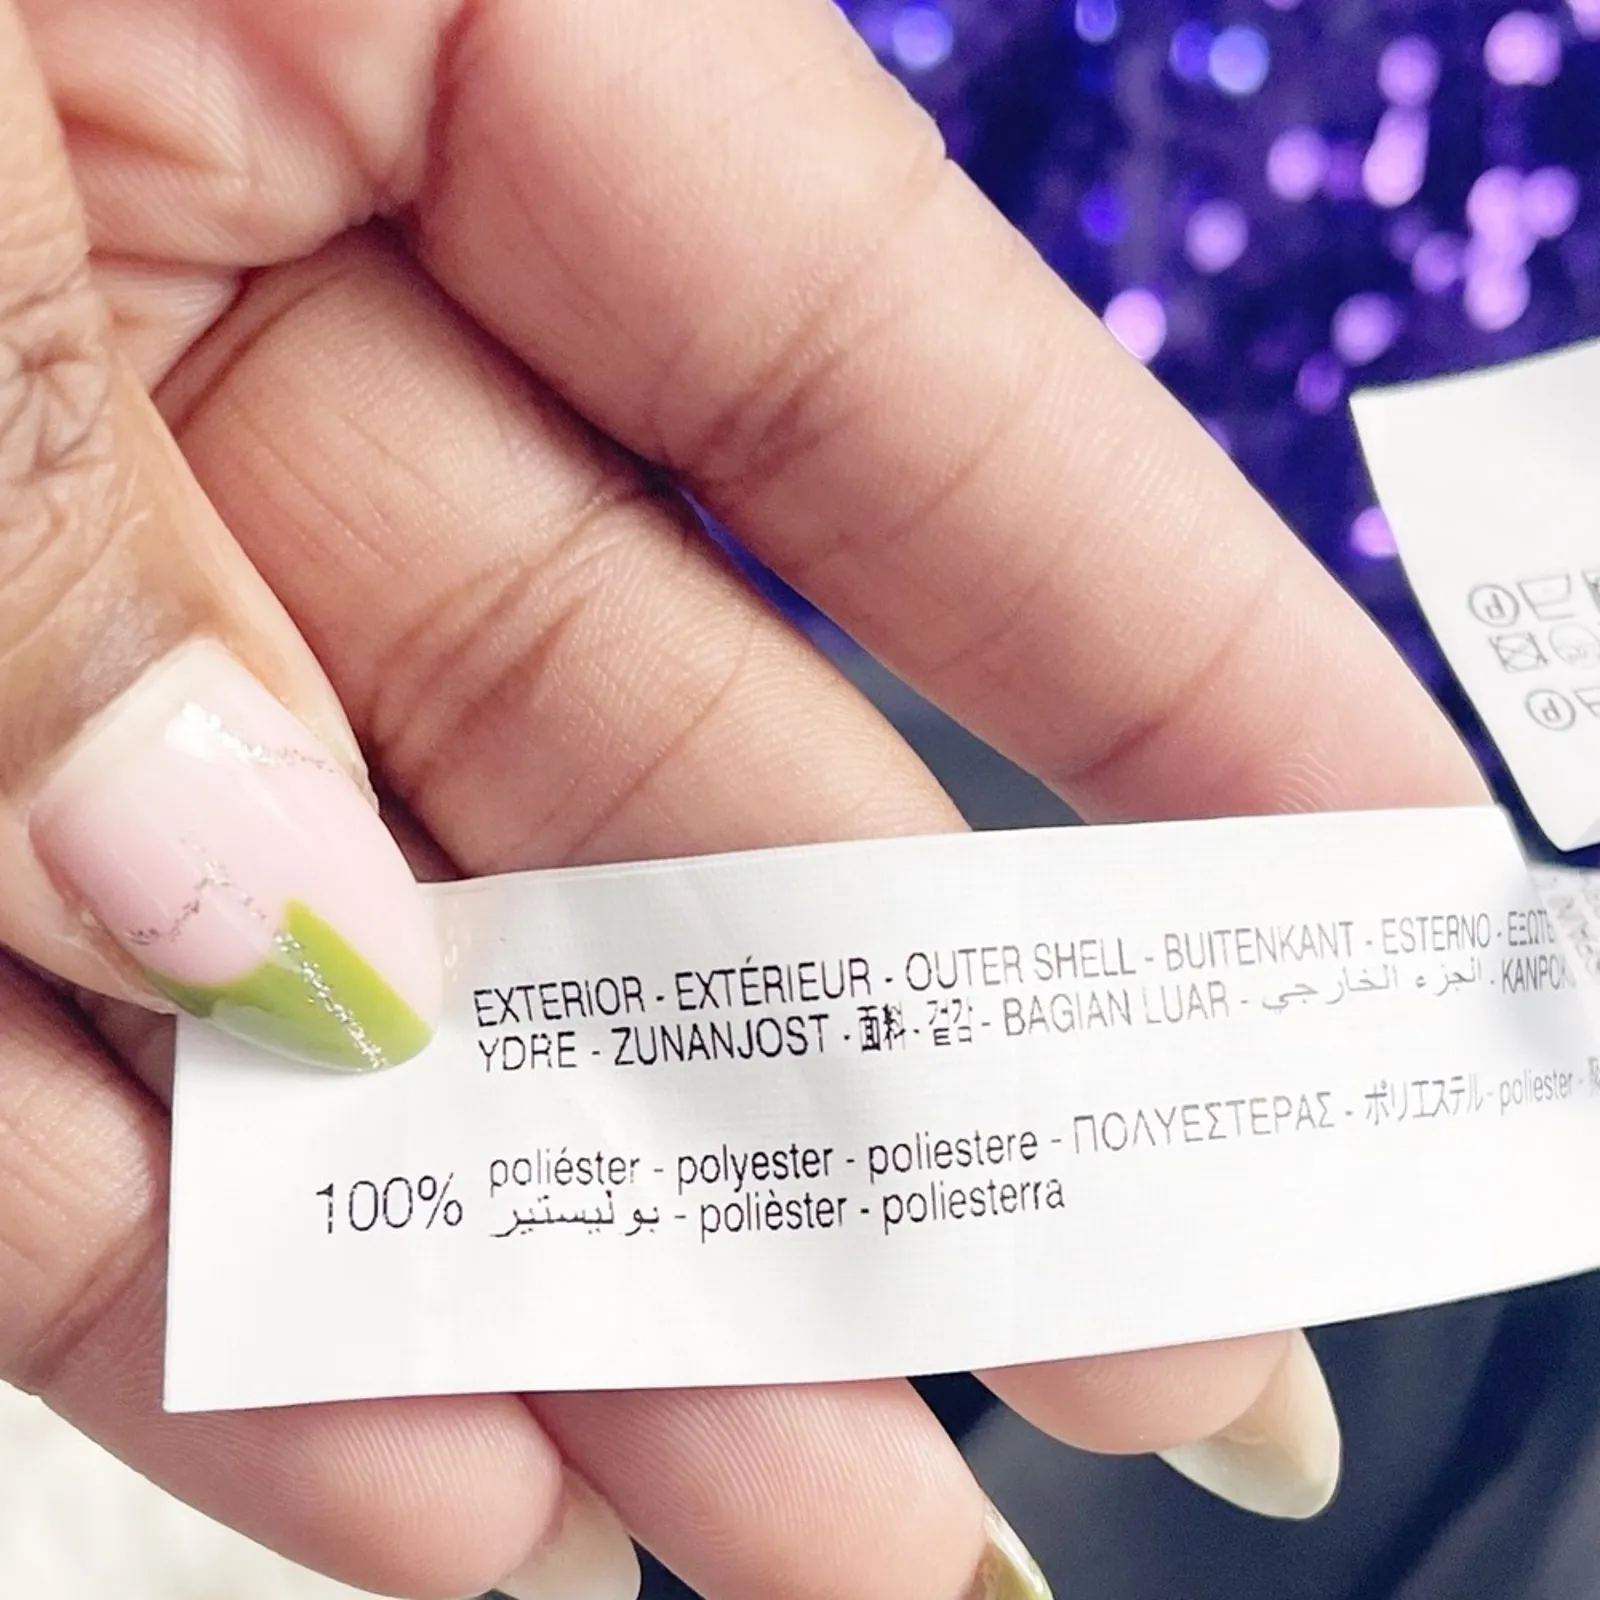 EXTERIOR - EXTÉRIEUR - OUTER SHELL - BUITENKANT - ESTERNO -
YDRE - ZUNANJOST - 面料 - 겉감 - BAGIAN LUAR - الجزء الخارجي -
100% poliéster - polyester - poliestere - ΠΟΛΥΕΣΤΕΡΑΣ - ポリエステル - poliester -
بوليستير - polièster - poliesterra